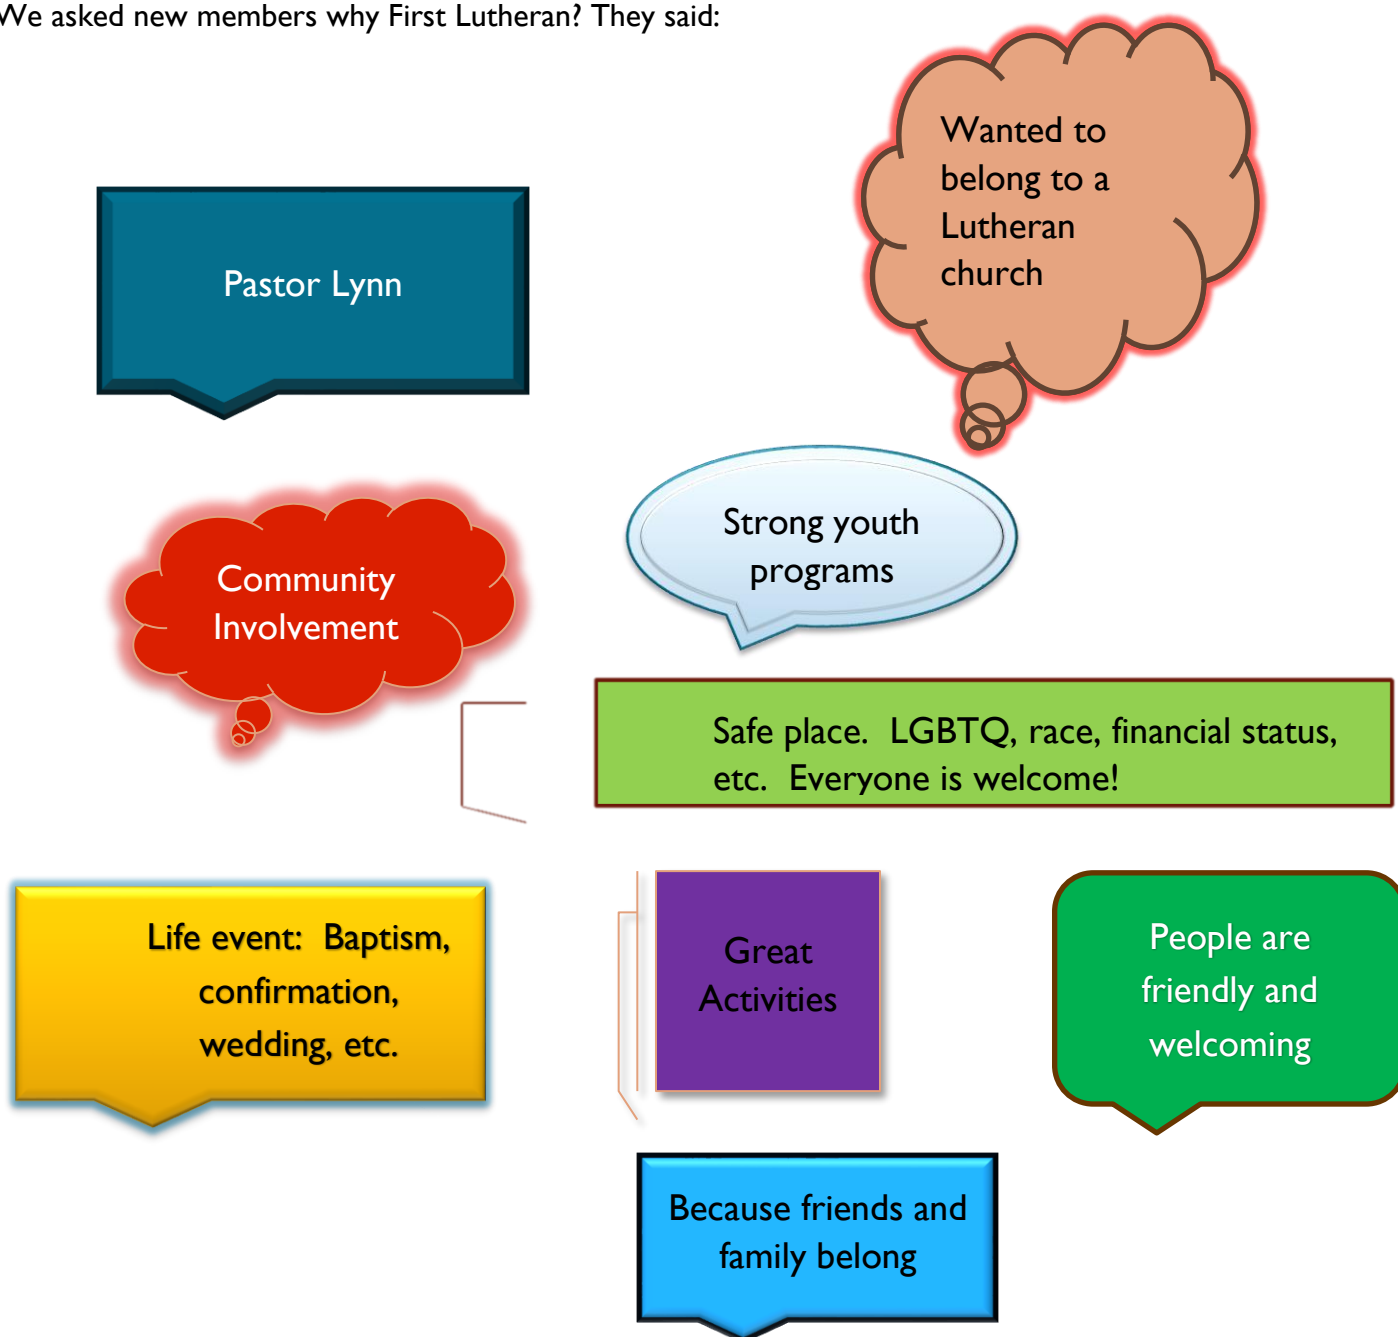 We asked new members why First Lutheran? They said:
Wanted to
belong to a
Lutheran
church
Pastor Lynn
Strong youth
programs
Community
Involvement
Safe place.  LGBTQ, race, financial status,
etc.  Everyone is welcome!
Life event:  Baptism,
confirmation,
wedding, etc.
Great
Activities
People are
friendly and
welcoming
Because friends and
family belong